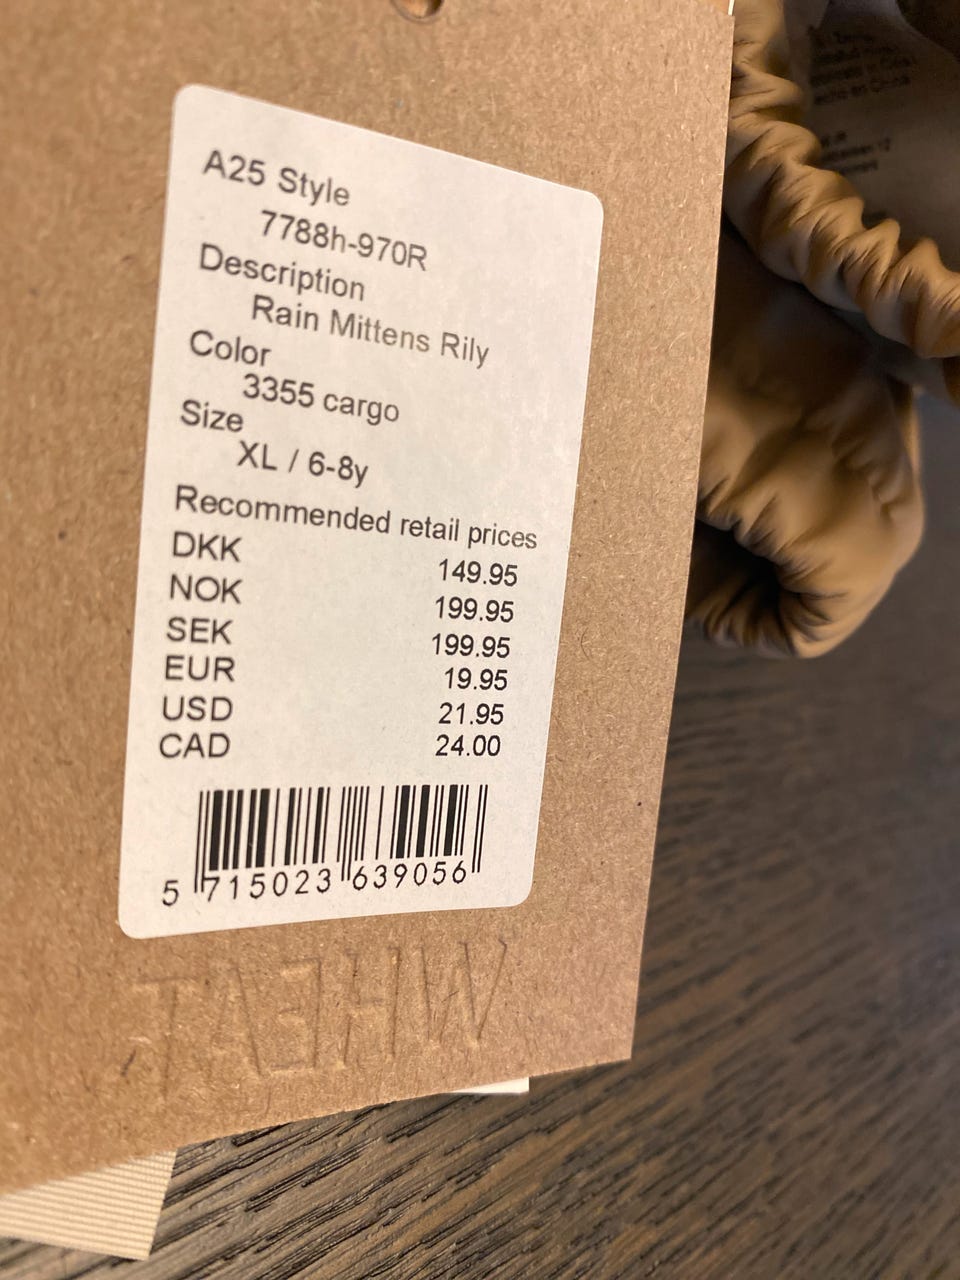 A25 Style
7788h-970R
Description
Rain Mittens Rily
Color
3355 cargo
Size
XL / 6-8y
Recommended retail prices
DKK 149.95
NOK 199.95
SEK 199.95
EUR 19.95
USD 21.95
CAD 24.00
5 715023 639056
WHEAT